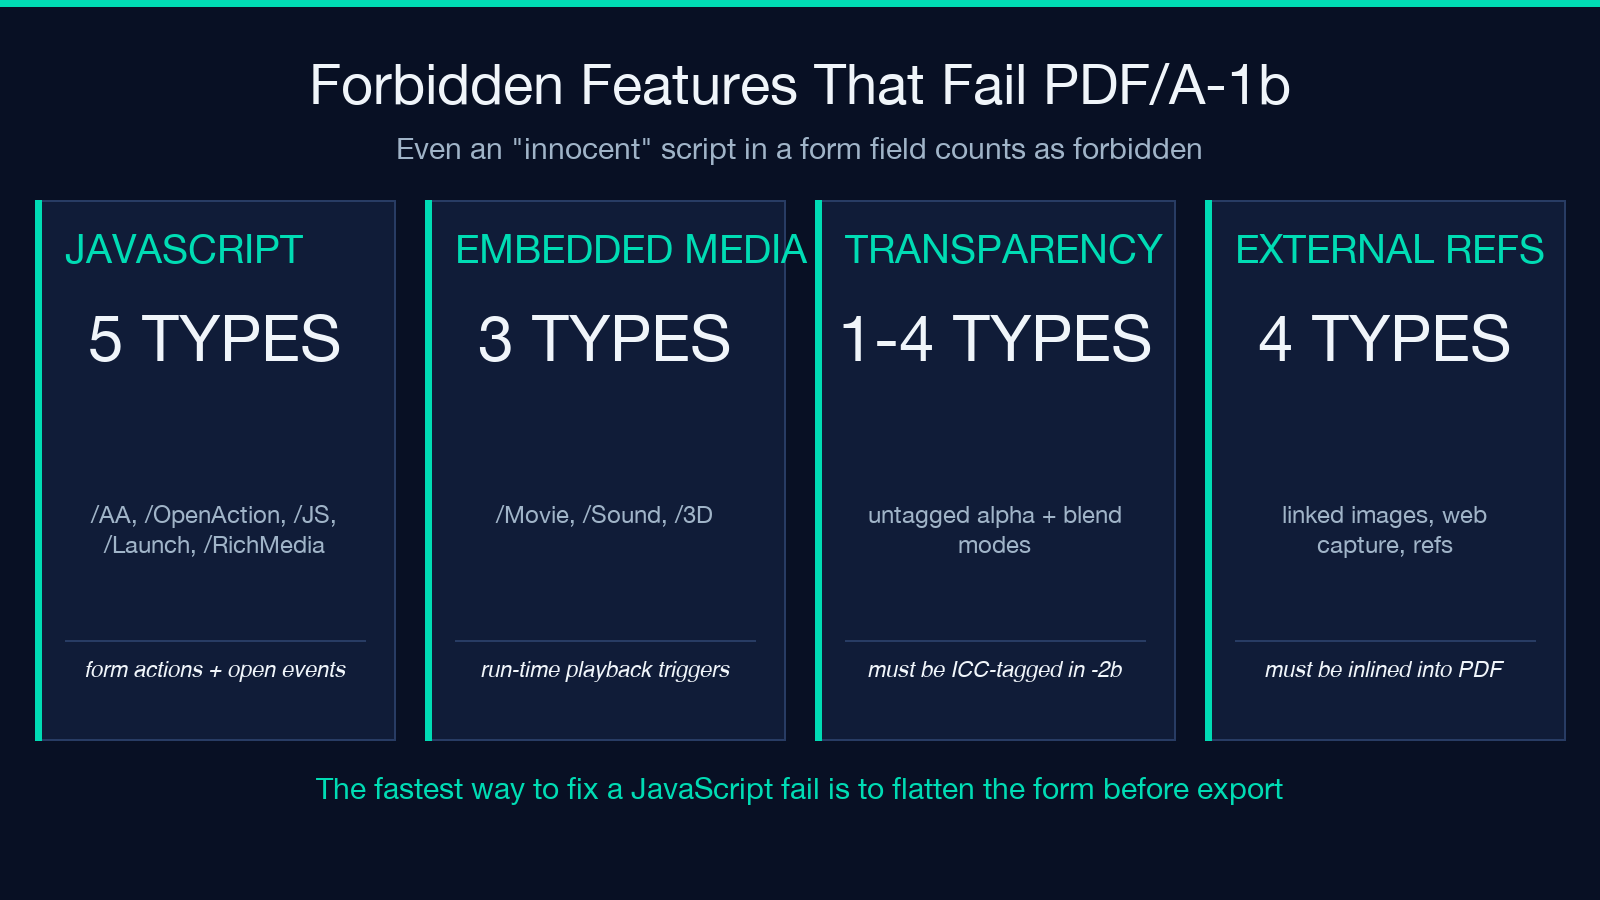 Forbidden Features That Fail PDF/A-1b
Even an "innocent" script in a form field counts as forbidden
JAVASCRIPT
5 TYPES
/AA, /OpenAction, /JS,
/Launch, /RichMedia
form actions + open events
EMBEDDED MEDIA
3 TYPES
/Movie, /Sound, /3D
run-time playback triggers
TRANSPARENCY
1-4 TYPES
untagged alpha + blend
modes
must be ICC-tagged in -2b
EXTERNAL REFS
4 TYPES
linked images, web
capture, refs
must be inlined into PDF
The fastest way to fix a JavaScript fail is to flatten the form before export